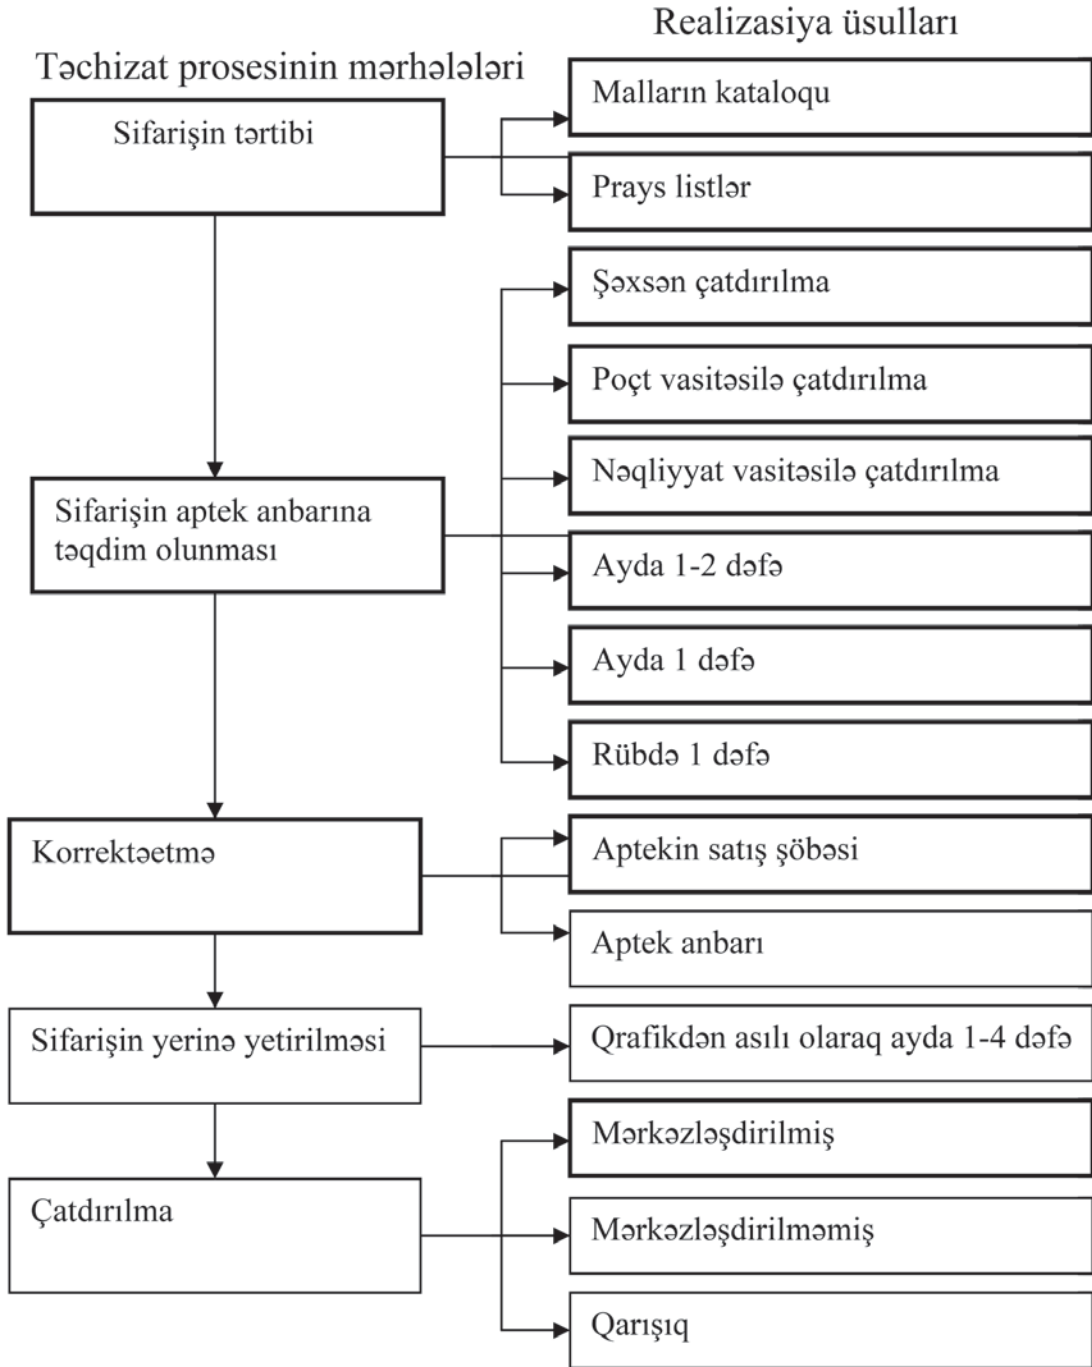 Realizasiya üsulları
Təchizat prosesinin mərhələləri
Sifarişin tərtibi
Malların kataloqu
Prays listlər
Şəxsən çatdırılma
Poçt vasitəsilə çatdırılma
Nəqliyyat vasitəsilə çatdırılma
Sifarişin aptek anbarına
təqdim olunması
Ayda 1-2 dəfə
Ayda 1 dəfə
Rübdə 1 dəfə
Korrektəetmə
Aptekin satış şöbəsi
Aptek anbarı
Sifarişin yerinə yetirilməsi
Qrafikdən asılı olaraq ayda 1-4 dəfə
Çatdırılma
Mərkəzləşdirilmiş
Mərkəzləşdirilməmiş
Qarışıq